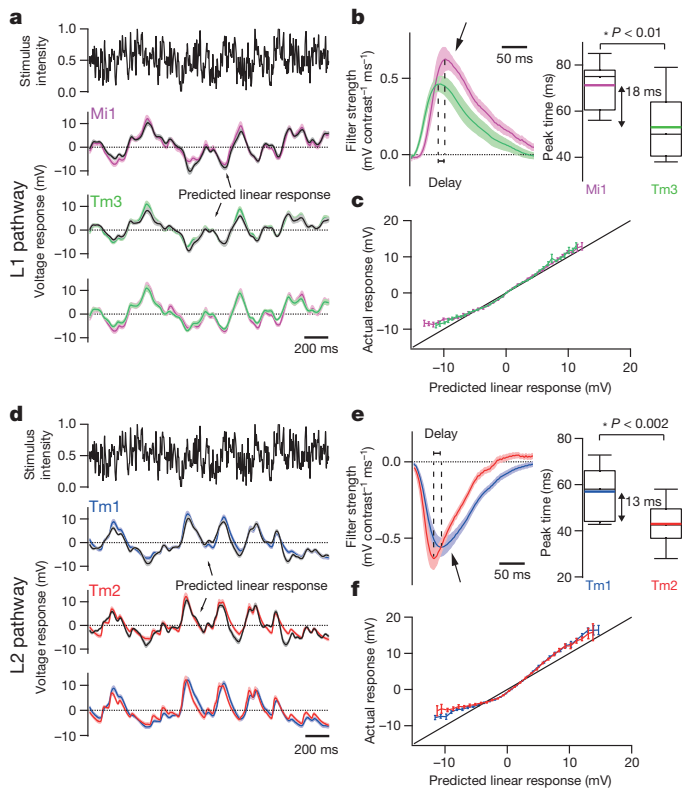 a
Stimulus
intensity
1.0
0.5
0.0
Mi1
10
0
−10
Predicted linear response
Tm3
10
0
−10
10
0
−10
L1 pathway
Voltage response (mV)
200 ms
b
Filter strength
(mV contrast−1 ms−1)
0.5
0.0
50 ms
Delay
* P < 0.01
Peak time (ms)
80
60
40
18 ms
Mi1
Tm3
c
Actual response (mV)
20
10
0
−10
−10
0
10
20
Predicted linear response (mV)
d
Stimulus
intensity
1.0
0.5
0.0
Tm1
10
0
−10
Predicted linear response
Tm2
10
0
−10
10
0
−10
L2 pathway
Voltage response (mV)
200 ms
e
Delay
Filter strength
(mV contrast−1 ms−1)
0.0
−0.5
50 ms
* P < 0.002
Peak time (ms)
80
60
40
20
13 ms
Tm1
Tm2
f
Actual response (mV)
20
10
0
−10
−10
0
10
20
Predicted linear response (mV)